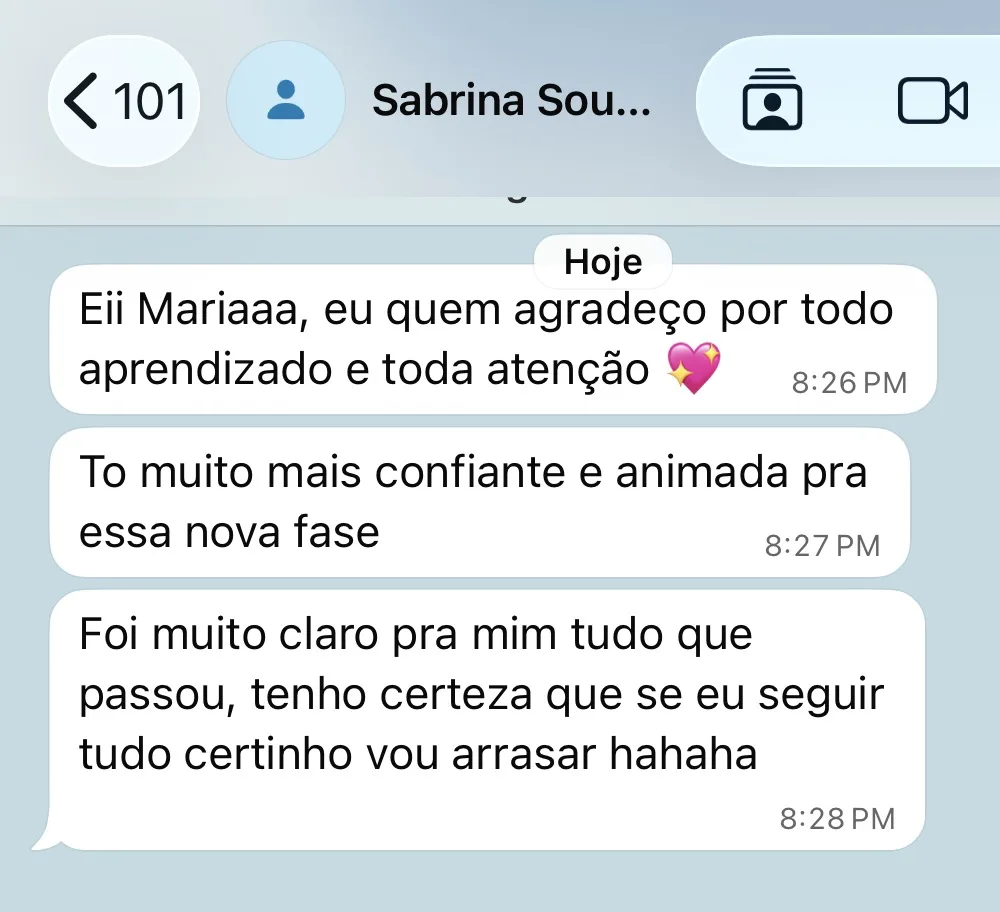 101
Sabrina Sou...
Hoje
Eii Mariaaa, eu quem agradeço por todo
aprendizado e toda atenção 💖
8:26 PM
To muito mais confiante e animada pra
essa nova fase
8:27 PM
Foi muito claro pra mim tudo que
passou, tenho certeza que se eu seguir
tudo certinho vou arrasar hahaha
8:28 PM